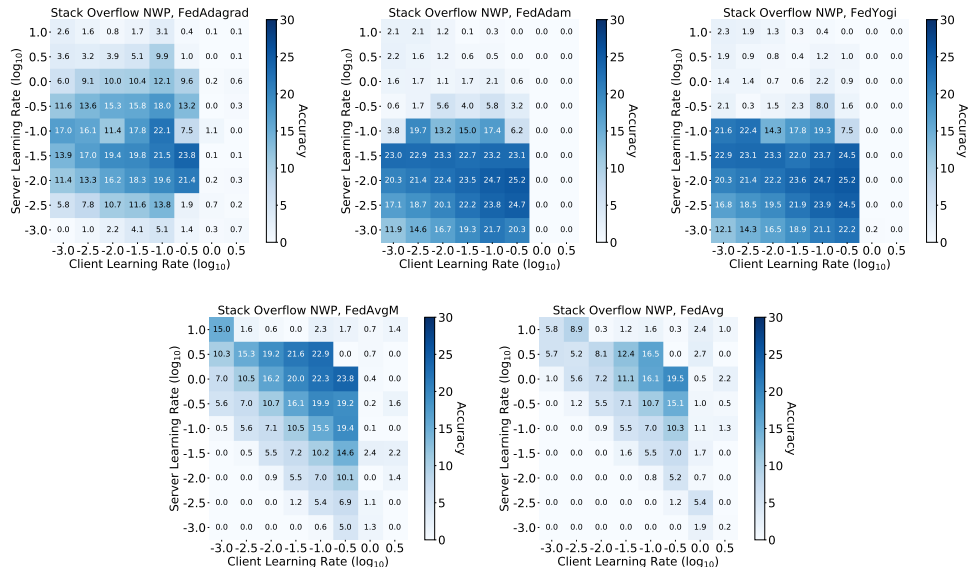 Stack Overflow NWP, FedAdagrad
Server Learning Rate (log10)
1.0 2.6 1.6 0.8 1.7 3.1 0.4 0.1 0.1
0.5 3.6 3.2 3.9 5.1 9.9 1.0 0.0 0.1
0.0 6.0 9.1 10.0 10.4 12.1 9.6 0.2 0.6
-0.5 11.6 13.6 15.3 15.8 18.0 13.2 0.0 0.3
-1.0 17.0 16.1 11.4 17.8 22.1 7.5 1.1 0.0
-1.5 13.9 17.0 19.4 19.8 21.5 23.8 0.1 0.1
-2.0 11.4 13.3 16.2 18.3 19.6 21.4 0.2 0.3
-2.5 5.8 7.8 10.7 11.6 13.8 1.9 0.7 0.2
-3.0 0.0 1.0 2.2 4.1 5.1 1.4 0.3 0.7
-3.0 -2.5 -2.0 -1.5 -1.0 -0.5 0.0 0.5
Client Learning Rate (log10)
30
25
20
15
10
5
0
Accuracy
Stack Overflow NWP, FedAdam
Server Learning Rate (log10)
1.0 2.1 2.1 1.2 0.1 0.3 0.0 0.0 0.0
0.5 2.2 1.6 1.2 0.6 0.2 0.0 0.0 0.0
0.0 1.6 1.1 1.1 1.7 2.1 0.6 0.0 0.0
-0.5 0.6 1.7 5.6 4.0 5.8 3.2 0.0 0.0
-1.0 3.8 19.7 13.2 15.0 17.4 6.2 0.0 0.0
-1.5 23.0 22.9 23.3 22.7 23.2 23.1 0.0 0.0
-2.0 20.3 21.4 22.4 23.5 24.7 25.2 0.0 0.0
-2.5 17.1 18.7 20.1 22.2 23.8 24.7 0.0 0.0
-3.0 11.9 14.6 16.7 19.3 21.7 20.3 0.0 0.0
-3.0 -2.5 -2.0 -1.5 -1.0 -0.5 0.0 0.5
Client Learning Rate (log10)
30
25
20
15
10
5
0
Accuracy
Stack Overflow NWP, FedYogi
Server Learning Rate (log10)
1.0 2.3 1.9 1.3 0.3 0.4 0.0 0.0 0.0
0.5 1.9 1.4 0.9 0.4 1.2 0.1 0.0 0.0
0.0 1.4 1.4 0.7 0.6 2.2 0.9 0.0 0.0
-0.5 2.1 0.3 1.5 2.3 8.0 1.6 0.0 0.0
-1.0 21.6 22.4 14.3 17.8 19.3 7.5 0.0 0.0
-1.5 22.9 23.1 23.3 22.0 23.7 24.5 0.0 0.0
-2.0 20.3 21.4 22.2 23.6 24.7 25.2 0.0 0.0
-2.5 16.8 18.5 19.5 21.9 23.9 24.5 0.0 0.0
-3.0 12.1 14.3 16.5 18.9 21.1 22.2 0.2 0.0
-3.0 -2.5 -2.0 -1.5 -1.0 -0.5 0.0 0.5
Client Learning Rate (log10)
30
25
20
15
10
5
0
Accuracy
Stack Overflow NWP, FedAvgM
Server Learning Rate (log10)
1.0 15.0 1.6 0.6 0.0 2.3 1.7 0.7 1.4
0.5 10.3 15.3 19.2 21.6 22.9 0.0 0.7 0.0
0.0 7.0 10.5 16.2 20.0 22.3 23.8 0.4 0.0
-0.5 5.6 7.0 10.7 16.1 19.9 19.2 0.2 1.6
-1.0 0.5 5.6 7.1 10.5 15.5 19.4 0.1 0.0
-1.5 0.0 0.0 5.5 7.2 10.2 14.6 2.4 2.2
-2.0 0.0 0.0 0.9 5.5 7.0 10.1 0.0 1.4
-2.5 0.0 0.0 0.0 1.2 5.4 6.9 1.1 0.0
-3.0 0.0 0.0 0.0 0.0 0.6 5.0 1.3 0.0
-3.0 -2.5 -2.0 -1.5 -1.0 -0.5 0.0 0.5
Client Learning Rate (log10)
30
25
20
15
10
5
0
Accuracy
Stack Overflow NWP, FedAvg
Server Learning Rate (log10)
1.0 5.8 8.9 0.3 1.2 1.6 0.3 2.4 1.0
0.5 5.7 5.2 8.1 12.4 16.5 0.0 2.7 0.0
0.0 1.0 5.6 7.2 11.1 16.1 19.5 0.5 2.2
-0.5 0.0 1.2 5.5 7.1 10.7 15.1 0.0 0.0
-1.0 0.0 0.0 0.9 5.5 7.0 10.3 1.1 1.3
-1.5 0.0 0.0 0.0 0.6 5.5 7.0 1.7 0.0
-2.0 0.0 0.0 0.0 0.0 0.8 5.2 0.7 0.0
-2.5 0.0 0.0 0.0 0.0 0.0 1.2 5.4 0.0
-3.0 0.0 0.0 0.0 0.0 0.0 0.0 1.9 0.2
-3.0 -2.5 -2.0 -1.5 -1.0 -0.5 0.0 0.5
Client Learning Rate (log10)
30
25
20
15
10
5
0
Accuracy